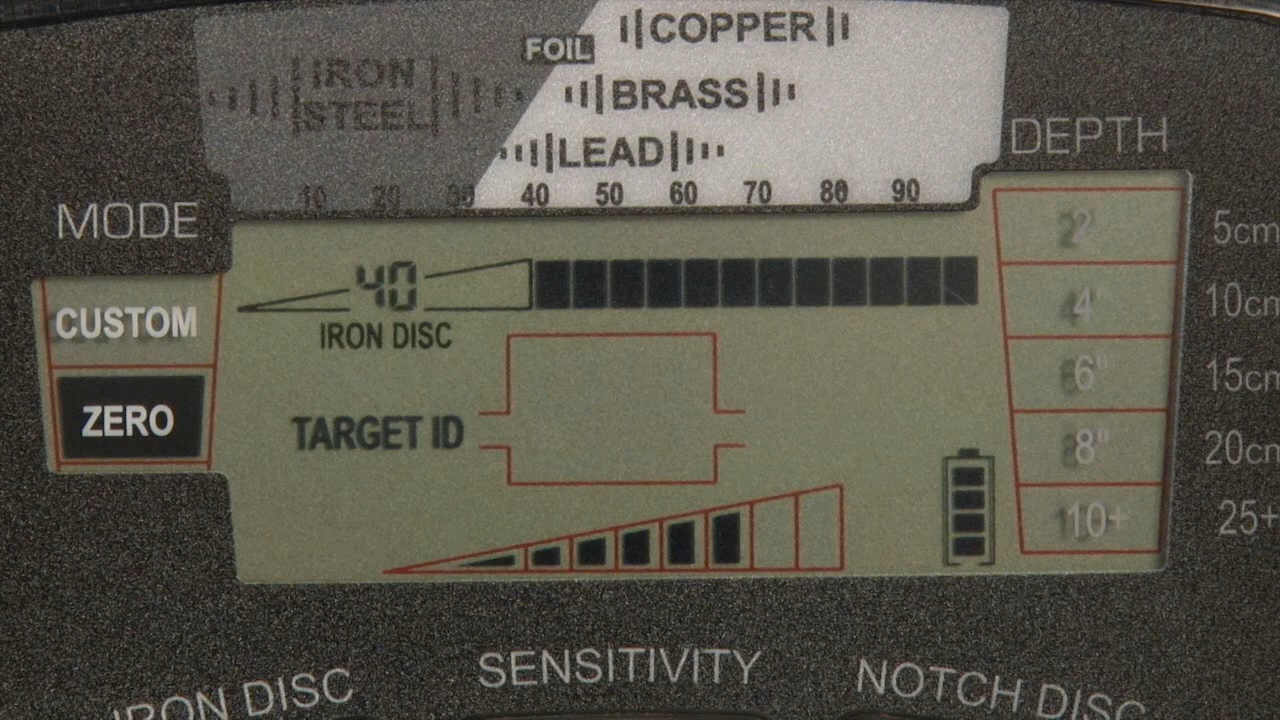 COPPER
FOIL
IRON
STEEL
BRASS
LEAD
10 20 30 40 50 60 70 80 90
DEPTH
MODE
2" 5cm
40
CUSTOM
4" 10cm
IRON DISC
6" 15cm
ZERO
TARGET ID
8" 20cm
10+ 25+
SENSITIVITY
IRON DISC
NOTCH DISC